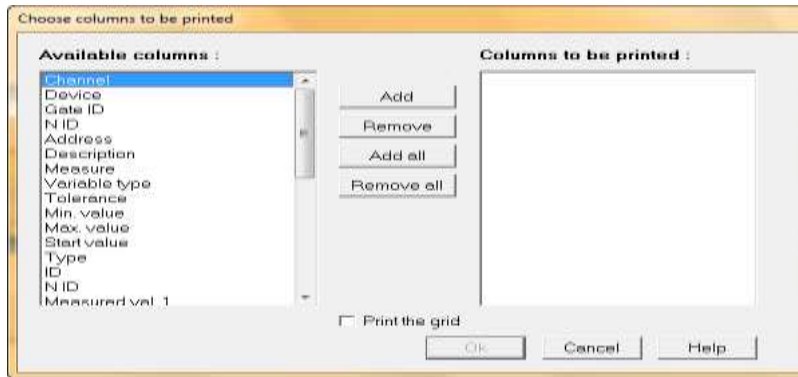 Choose columns to be printed
Available columns :
Channel
Device
Gate ID
N ID
Address
Description
Measure
Variable type
Tolerance
Min. value
Max. value
Start value
Type
ID
N ID
Measured val. 1
Add
Remove
Add all
Remove all
Columns to be printed :
Print the grid
Ok
Cancel
Help